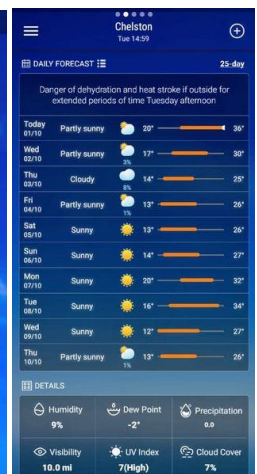 Chelston
Tue 14:59
DAILY FORECAST
25-day
Danger of dehydration and heat stroke if outside for
extended periods of time Tuesday afternoon
Today
01/10
Partly sunny
20°
36°
Wed
02/10
Partly sunny
3%
17°
30°
Thu
03/10
Cloudy
8%
14°
25°
Fri
04/10
Partly sunny
1%
13°
26°
Sat
05/10
Sunny
13°
26°
Sun
06/10
Sunny
14°
27°
Mon
07/10
Sunny
20°
32°
Tue
08/10
Sunny
16°
34°
Wed
09/10
Sunny
12°
27°
Thu
10/10
Partly sunny
1%
13°
26°
DETAILS
Humidity
9%
Dew Point
-2°
Precipitation
0.0
Visibility
10.0 mi
UV Index
7(High)
Cloud Cover
7%